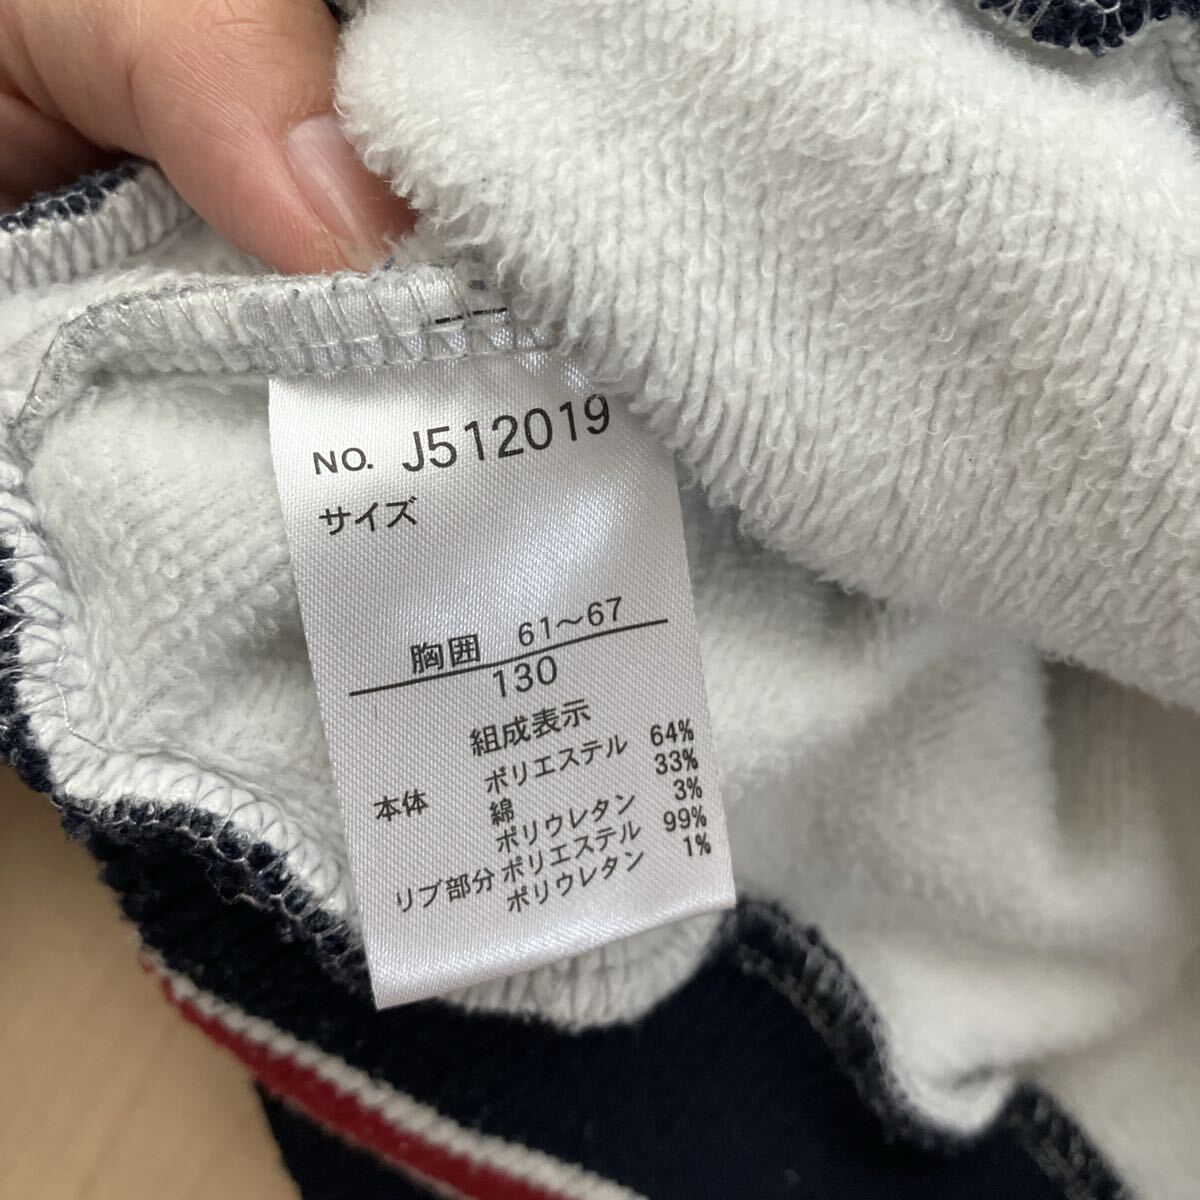 NO. J512019
サイズ
胸囲 61〜67
130
組成表示
本体 ポリエステル 64%
綿 33%
ポリウレタン 3%
リブ部分 ポリエステル 99%
ポリウレタン 1%